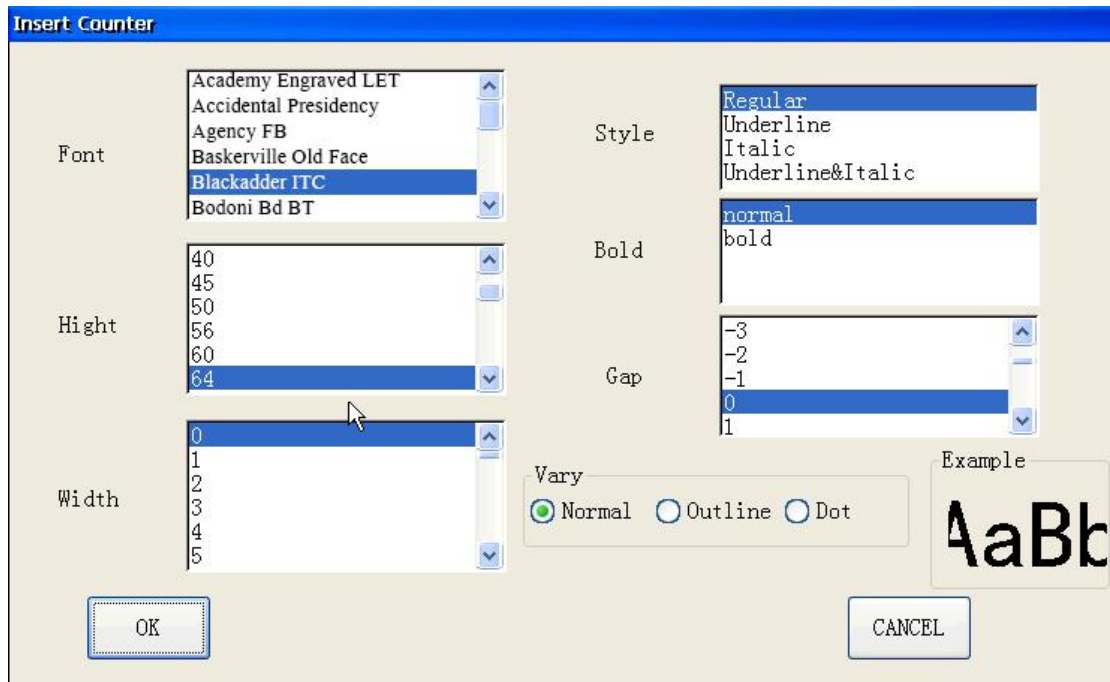 Insert Counter
Font
Academy Engraved LET
Accidental Presidency
Agency FB
Baskerville Old Face
Blackadder ITC
Bodoni Bd BT
Style
Regular
Underline
Italic
Underline&Italic
Bold
normal
bold
Hight
40
45
50
56
60
64
Gap
-3
-2
-1
0
1
Width
0
1
2
3
4
5
Vary
Normal
Outline
Dot
Example
AaBb
OK
CANCEL